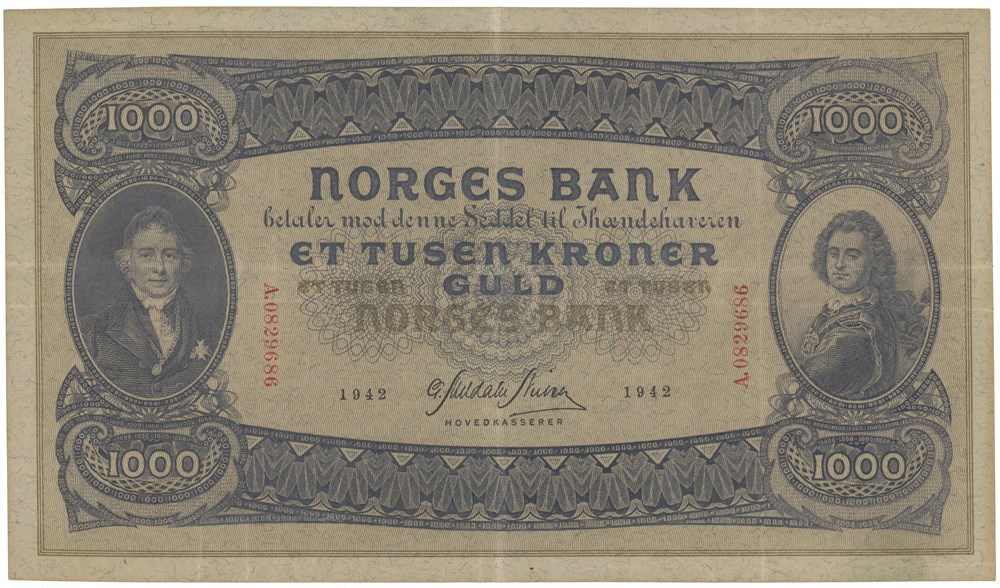 1000 1000
NORGES BANK
betaler mod denne Seddel til Ihændehaveren
ET TUSEN KRONER
GULD
ET TUSEN ET TUSEN
NORGES BANK
A.0829686 A.0829686
1942 1942
HOVEDKASSERER
1000 1000